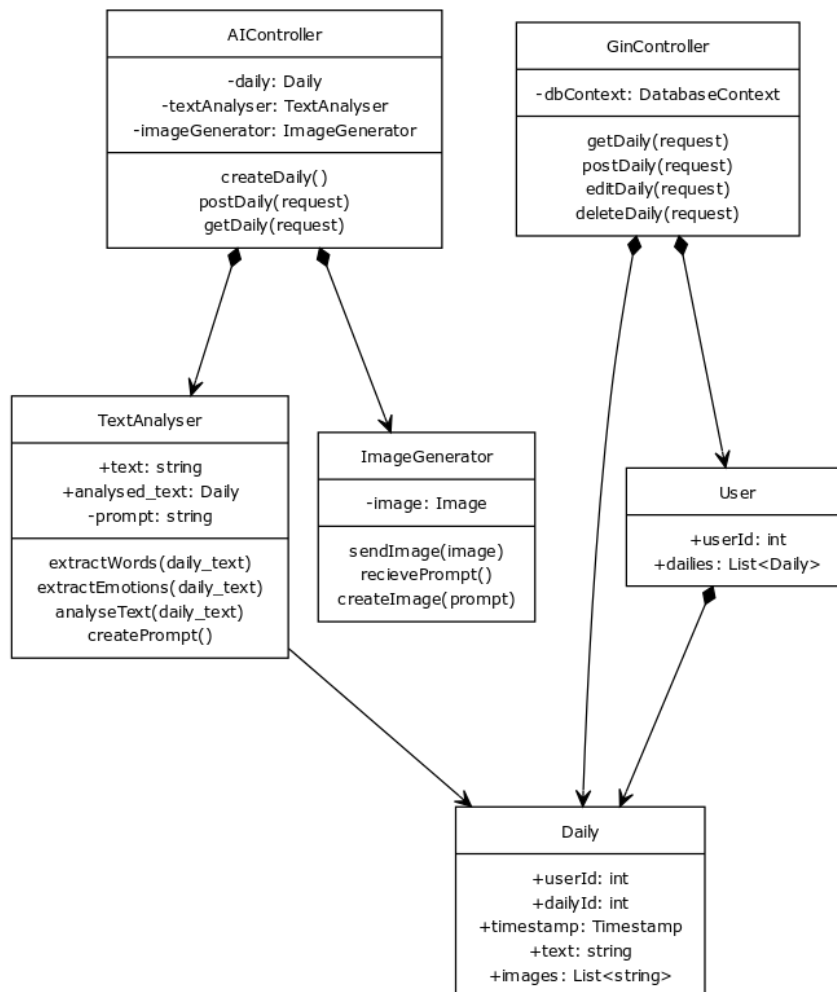 AIController
-daily: Daily
-textAnalyser: TextAnalyser
-imageGenerator: ImageGenerator
createDaily()
postDaily(request)
getDaily(request)
GinController
-dbContext: DatabaseContext
getDaily(request)
postDaily(request)
editDaily(request)
deleteDaily(request)
TextAnalyser
+text: string
+analysed_text: Daily
-prompt: string
extractWords(daily_text)
extractEmotions(daily_text)
analyseText(daily_text)
createPrompt()
ImageGenerator
-image: Image
sendImage(image)
recievePrompt()
createImage(prompt)
User
+userId: int
+dailies: List<Daily>
Daily
+userId: int
+dailyId: int
+timestamp: Timestamp
+text: string
+images: List<string>